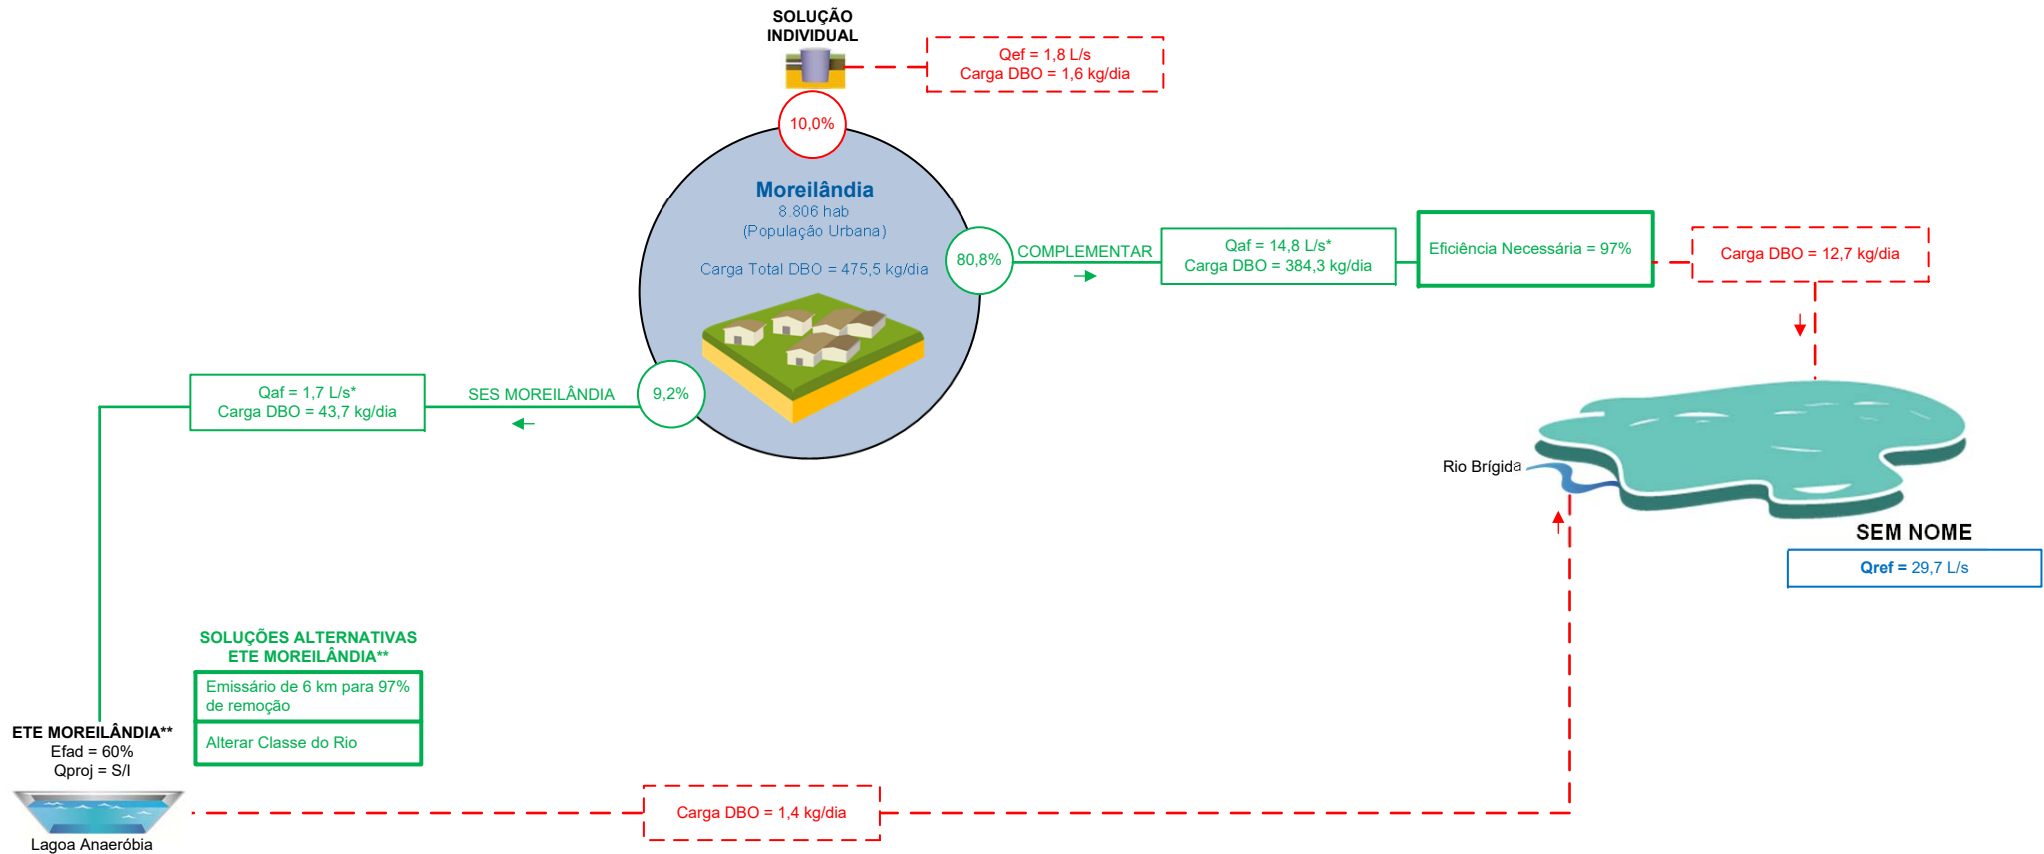 SOLUÇÃO
INDIVIDUAL
Qef = 1,8 L/s
Carga DBO = 1,6 kg/dia
10,0%
Moreilândia
8.806 hab
(População Urbana)
Carga Total DBO = 475,5 kg/dia
80,8%
COMPLEMENTAR
Qaf = 14,8 L/s*
Carga DBO = 384,3 kg/dia
Eficiência Necessária = 97%
Carga DBO = 12,7 kg/dia
9,2%
SES MOREILÂNDIA
Qaf = 1,7 L/s*
Carga DBO = 43,7 kg/dia
Rio Brígida
SEM NOME
Qref = 29,7 L/s
SOLUÇÕES ALTERNATIVAS
ETE MOREILÂNDIA**
Emissário de 6 km para 97%
de remoção
Alterar Classe do Rio
ETE MOREILÂNDIA**
Efad = 60%
Qproj = S/I
Lagoa Anaeróbia
Carga DBO = 1,4 kg/dia